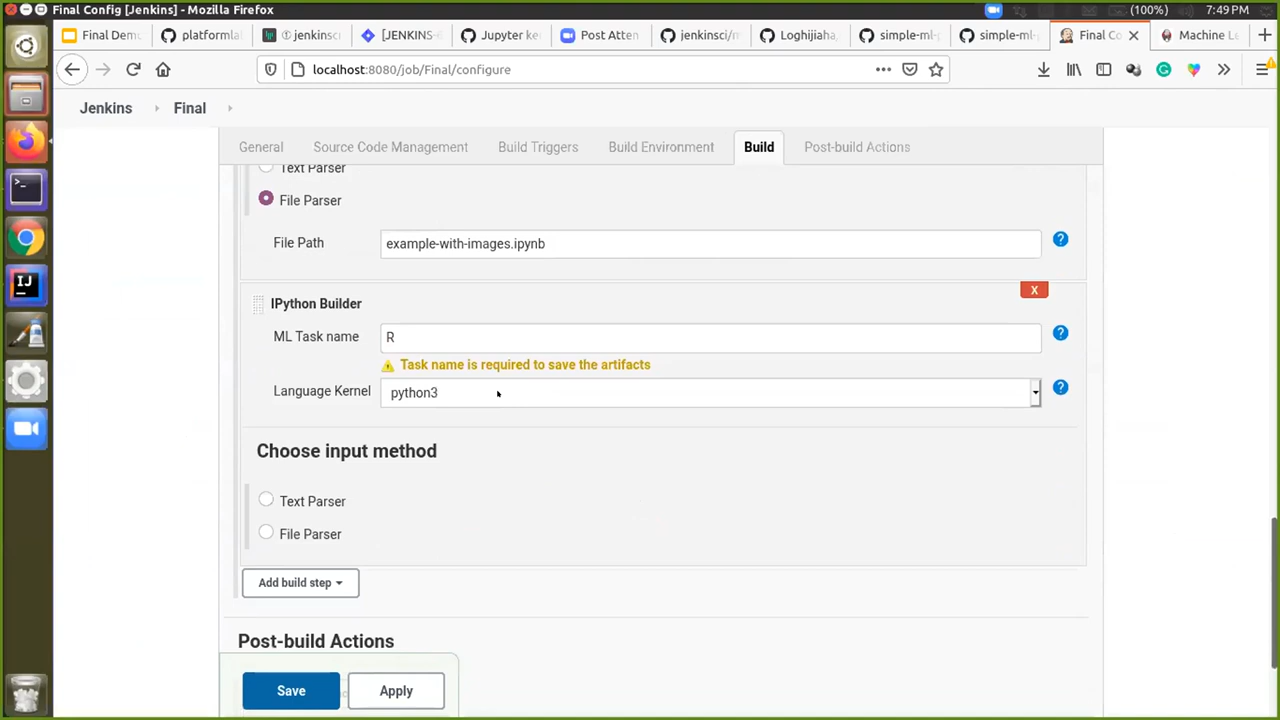 Final Config [Jenkins] - Mozilla Firefox
(100%) 7:49 PM
Final Demo
platformla
jenkinsci
[JENKINS-
Jupyter ke
Post Atten
jenkinsci/m
Loghijiaha,
simple-ml-
simple-ml-
Final Co
Machine Le
localhost:8080/job/Final/configure
Jenkins Final
General Source Code Management Build Triggers Build Environment Build Post-build Actions
Text Parser
File Parser
File Path example-with-images.ipynb ?
IPython Builder X
ML Task name R ?
Task name is required to save the artifacts
Language Kernel python3 ?
Choose input method
Text Parser
File Parser
Add build step
Post-build Actions
Save Apply